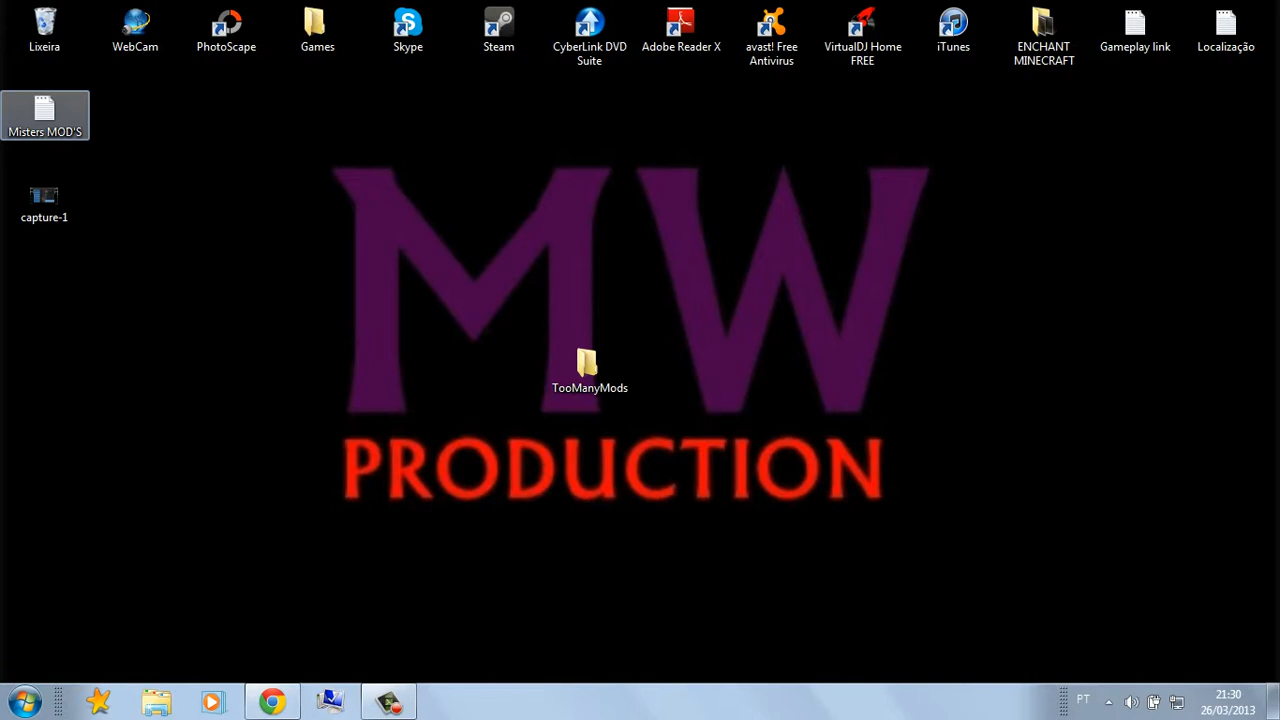 Lixeira
WebCam
PhotoScape
Games
Skype
Steam
CyberLink DVD
Suite
Adobe Reader X
avast! Free
Antivirus
VirtualDJ Home
FREE
iTunes
ENCHANT
MINECRAFT
Gameplay link
Localização
Misters MOD'S
capture-1
MW
TooManyMods
PRODUCTION
PT
21:30
26/03/2013